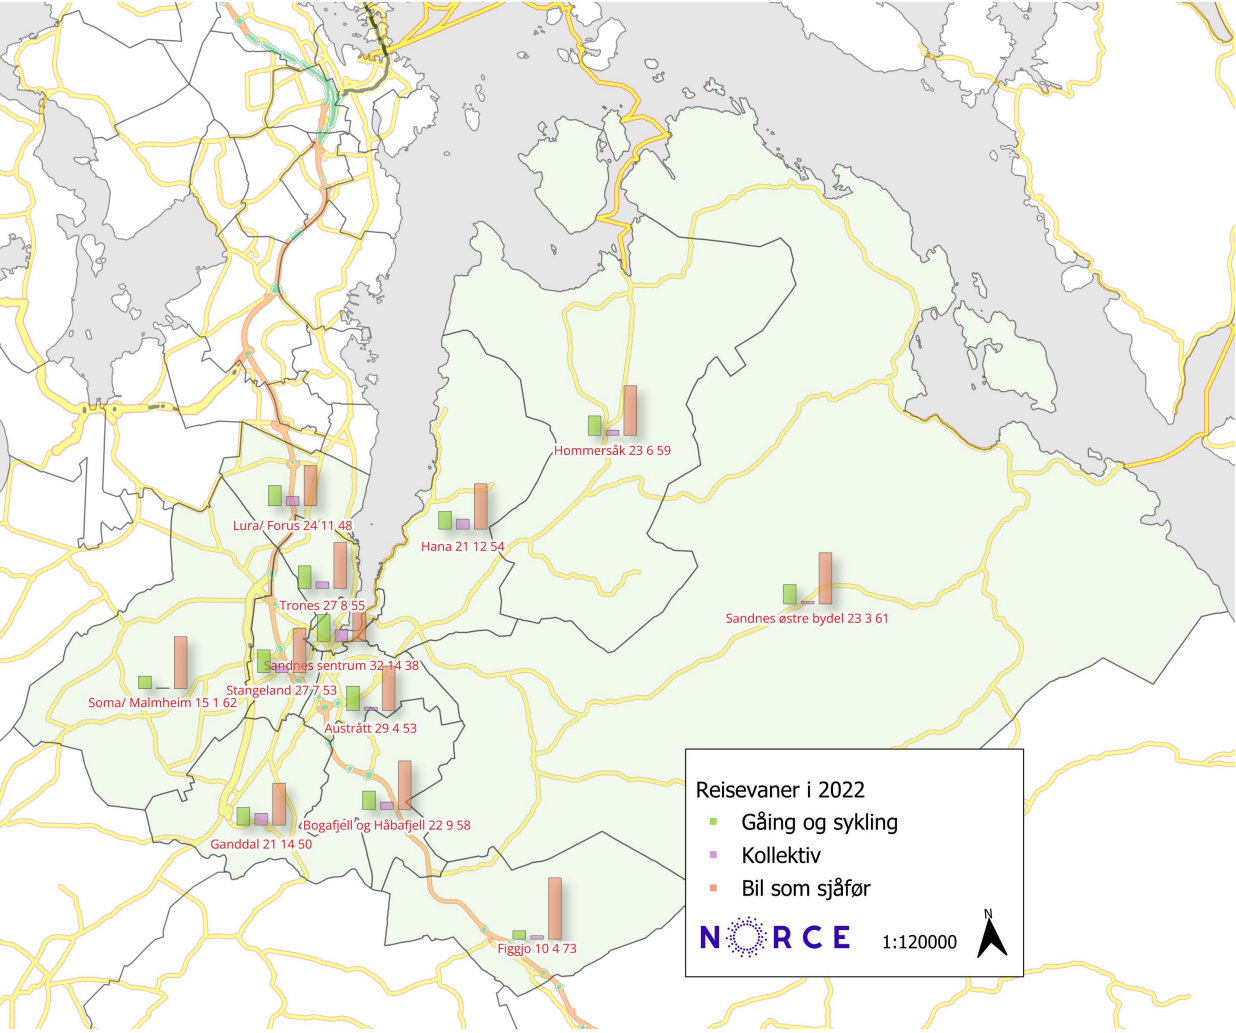 Hommersåk 23 6 59
Lura/ Forus 24 11 48
Hana 21 12 54
Trones 27 8 55
Sandnes østre bydel 23 3 61
Sandnes sentrum 32 14 38
Stangeland 27 7 53
Soma/ Malmheim 15 1 62
Austrått 29 4 53
Bogafjell og Håbafjell 22 9 58
Ganddal 21 14 50
Figgjo 10 4 73
Reisevaner i 2022
Gåing og sykling
Kollektiv
Bil som sjåfør
NORCE
1:120000
N